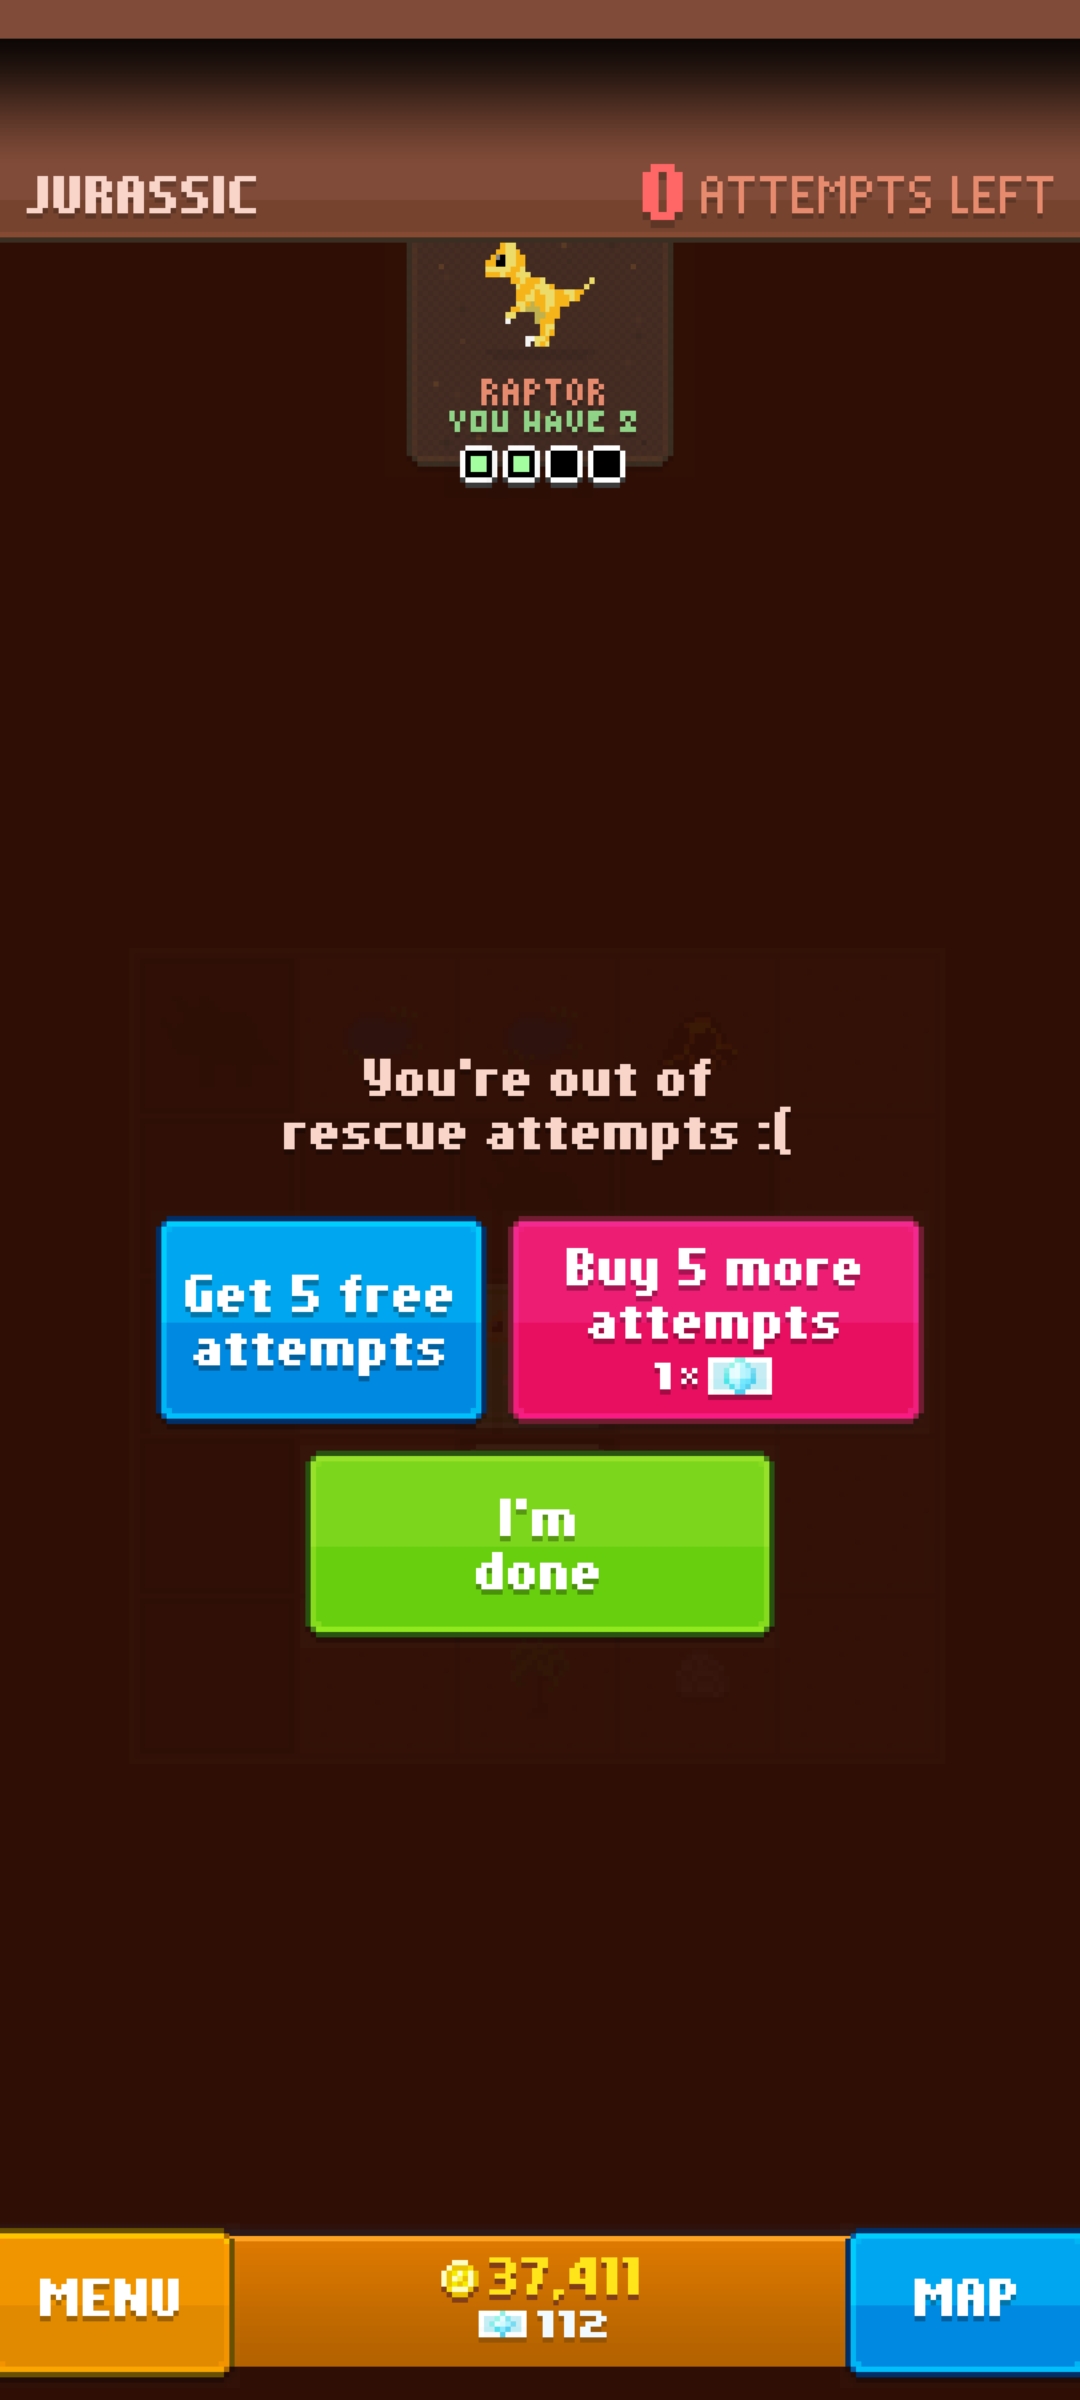 JURASSIC
0 ATTEMPTS LEFT
RAPTOR
YOU HAVE 2
You're out of
rescue attempts :(
Get 5 free
attempts
Buy 5 more
attempts
1×
I'm
done
MENU
37,411
112
MAP